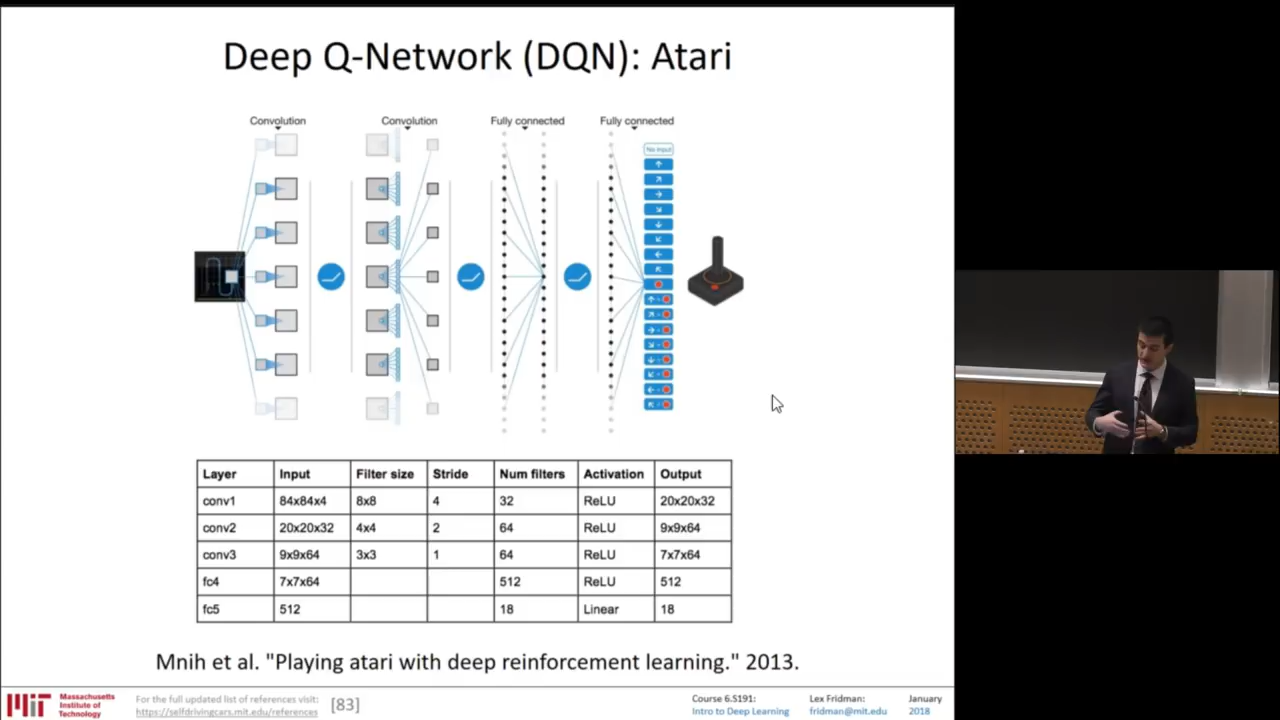 Deep Q-Network (DQN): Atari
Convolution Convolution Fully connected Fully connected
No input
Layer Input Filter size Stride Num filters Activation Output
conv1 84x84x4 8x8 4 32 ReLU 20x20x32
conv2 20x20x32 4x4 2 64 ReLU 9x9x64
conv3 9x9x64 3x3 1 64 ReLU 7x7x64
fc4 7x7x64 512 ReLU 512
fc5 512 18 Linear 18
Mnih et al. "Playing atari with deep reinforcement learning." 2013.
Massachusetts
Institute of
Technology
For the full updated list of references visit:
https://selfdrivingcars.mit.edu/references
[83]
Course 6.S191:
Intro to Deep Learning
Lex Fridman:
fridman@mit.edu
January
2018